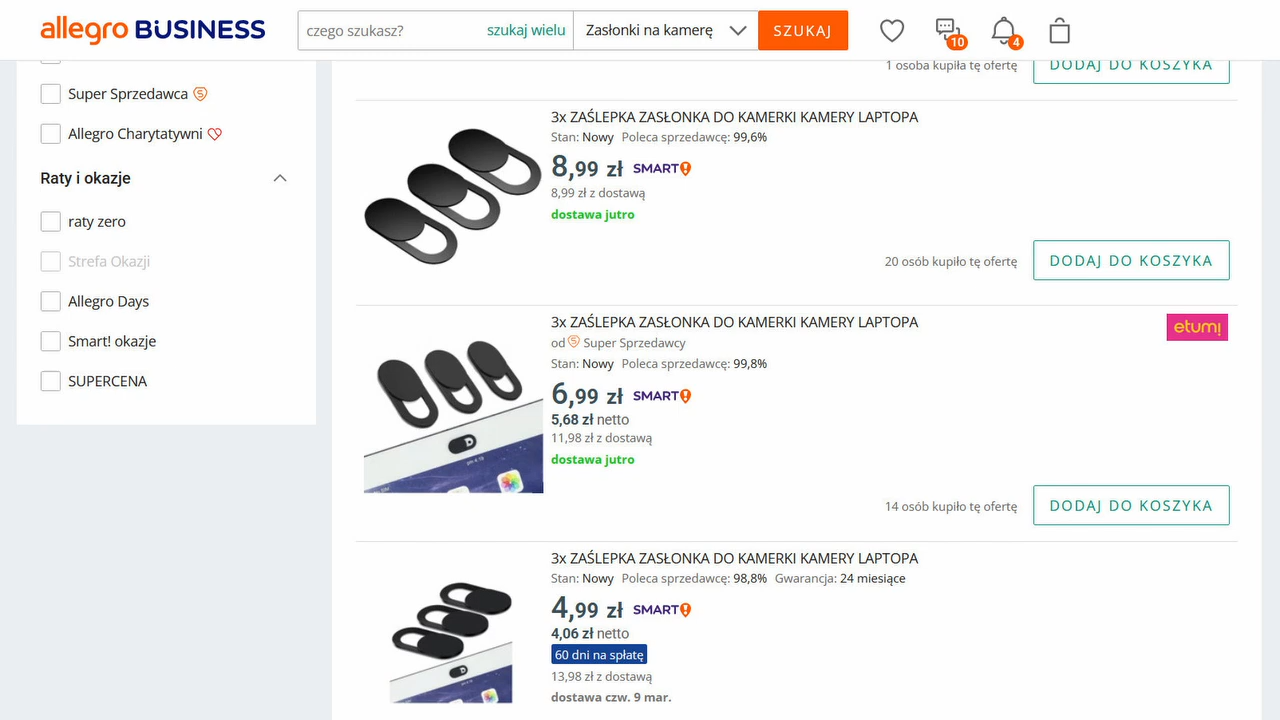 allegro BUSINESS
czego szukasz?
szukaj wielu
Zasłonki na kamerę
SZUKAJ
10
4
Super Sprzedawca
Allegro Charytatywni
Raty i okazje
raty zero
Strefa Okazji
Allegro Days
Smart! okazje
SUPERCENA
1 osoba kupiła tę ofertę
DODAJ DO KOSZYKA
3x ZAŚLEPKA ZASŁONKA DO KAMERKI KAMERY LAPTOPA
Stan: Nowy Poleca sprzedawcę: 99,6%
8,99 zł SMART!
8,99 zł z dostawą
dostawa jutro
20 osób kupiło tę ofertę
DODAJ DO KOSZYKA
3x ZAŚLEPKA ZASŁONKA DO KAMERKI KAMERY LAPTOPA
etumi
od Super Sprzedawcy
Stan: Nowy Poleca sprzedawcę: 99,8%
6,99 zł SMART!
5,68 zł netto
11,98 zł z dostawą
dostawa jutro
14 osób kupiło tę ofertę
DODAJ DO KOSZYKA
3x ZAŚLEPKA ZASŁONKA DO KAMERKI KAMERY LAPTOPA
Stan: Nowy Poleca sprzedawcę: 98,8% Gwarancja: 24 miesiące
4,99 zł SMART!
4,06 zł netto
60 dni na spłatę
13,98 zł z dostawą
dostawa czw. 9 mar.